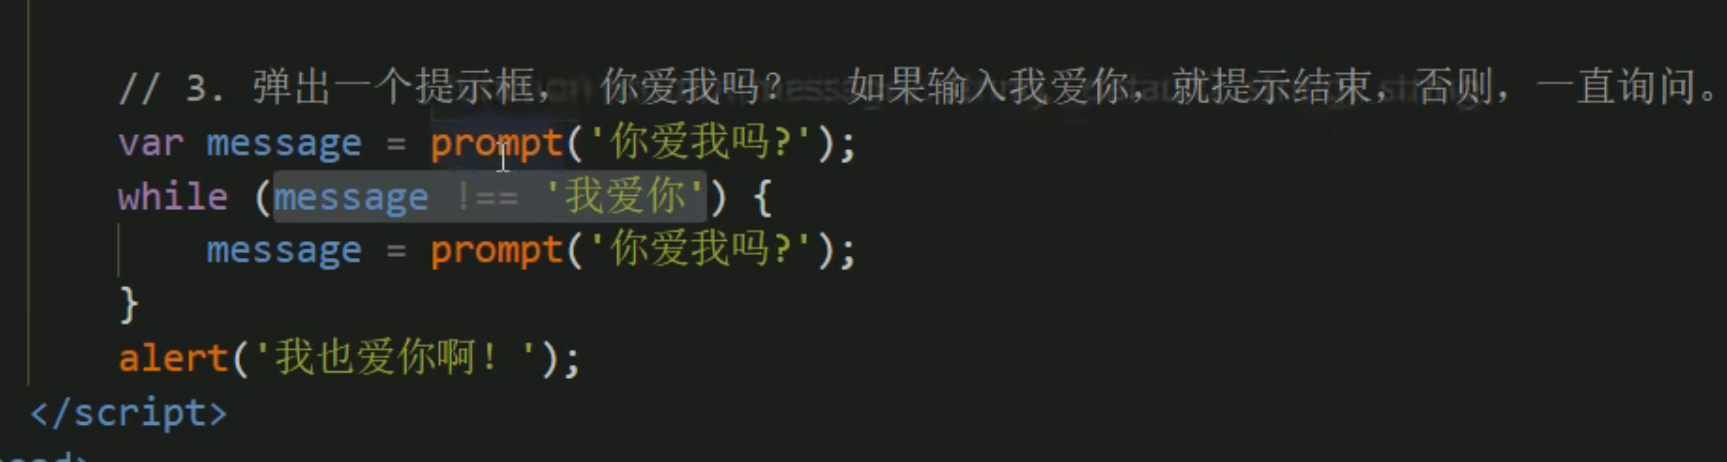 // 3. 弹出一个提示框， 你爱我吗？ 如果输入我爱你，就提示结束，否则，一直询问。
var message = prompt('你爱我吗?');
while (message !== '我爱你') {
message = prompt('你爱我吗?');
}
alert('我也爱你啊！');
</script>